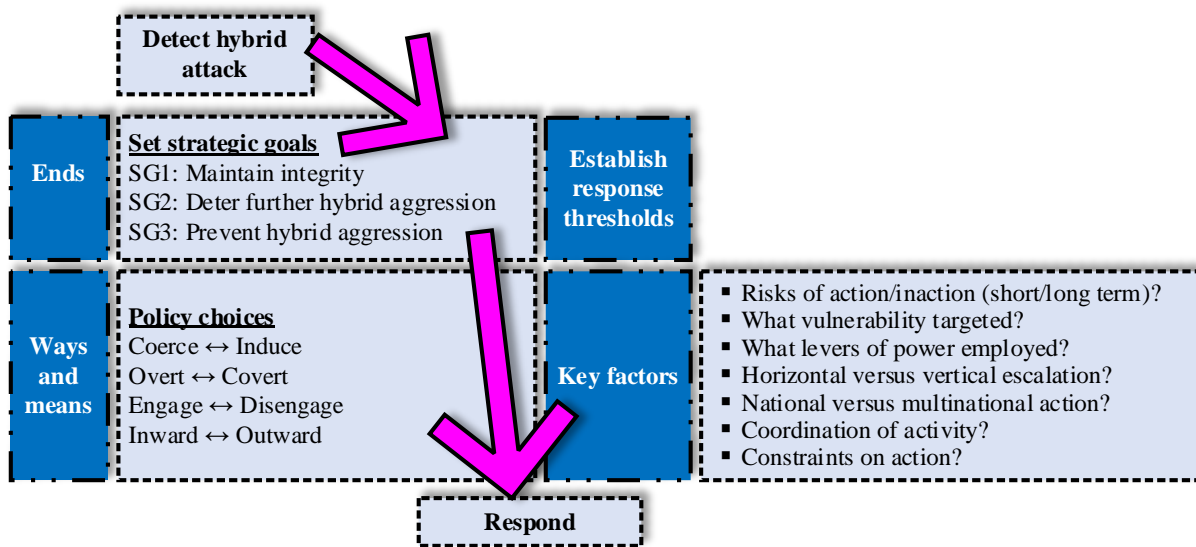 Detect hybrid
attack
Ends
Set strategic goals
SG1: Maintain integrity
SG2: Deter further hybrid aggression
SG3: Prevent hybrid aggression
Establish
response
thresholds
Ways
and
means
Policy choices
Coerce ↔ Induce
Overt ↔ Covert
Engage ↔ Disengage
Inward ↔ Outward
Key factors
▪ Risks of action/inaction (short/long term)?
▪ What vulnerability targeted?
▪ What levers of power employed?
▪ Horizontal versus vertical escalation?
▪ National versus multinational action?
▪ Coordination of activity?
▪ Constraints on action?
Respond